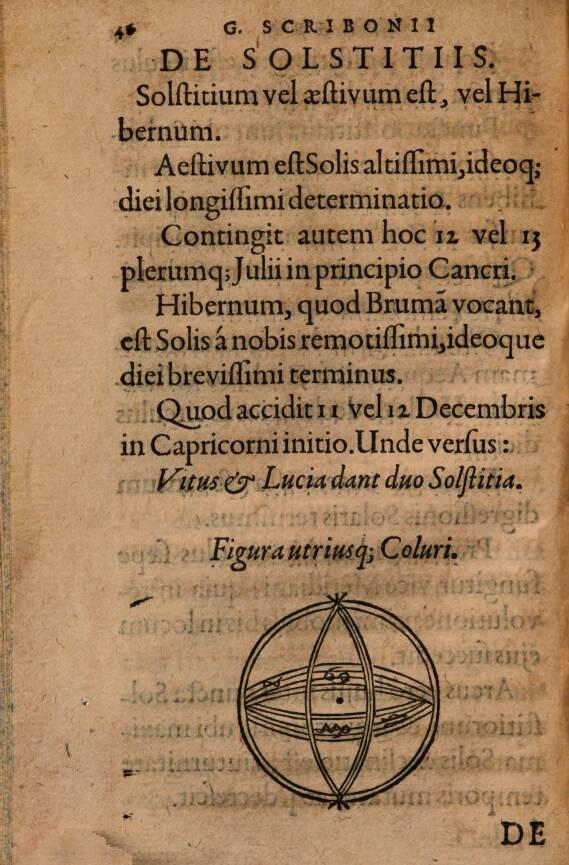 46 G. SCRIBONII
DE SOLSTITIIS.
Solſtitium vel æſtivum eſt, vel Hi-
bernum.
Aeſtivum eſt Solis altiſſimi, ideoq;
diei longiſſimi determinatio.
Contingit autem hoc 12 vel 13
plerumq; Julii in principio Cancri.
Hibernum, quod Brumã vocant,
eſt Solis á nobis remotiſſimi, ideoque
diei breviſſimi terminus.
Quod accidit 11 vel 12 Decembris
in Capricorni initio. Unde verſus:
Vitus & Lucia dant duo Solſtitia.
Figura utriusq; Coluri.
♋
DE